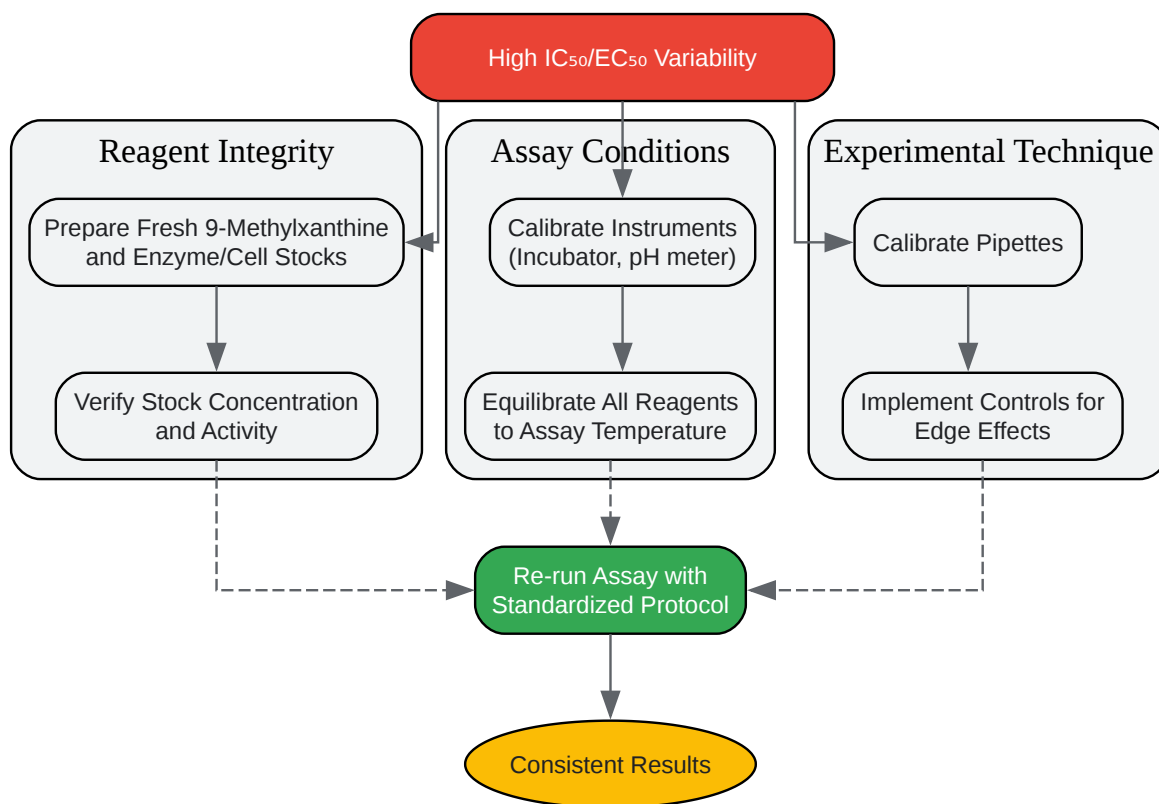 High IC₅₀/EC₅₀ Variability
Reagent Integrity
Prepare Fresh 9-Methylxanthine
and Enzyme/Cell Stocks
Verify Stock Concentration
and Activity
Assay Conditions
Calibrate Instruments
(Incubator, pH meter)
Equilibrate All Reagents
to Assay Temperature
Experimental Technique
Calibrate Pipettes
Implement Controls for
Edge Effects
Re-run Assay with
Standardized Protocol
Consistent Results